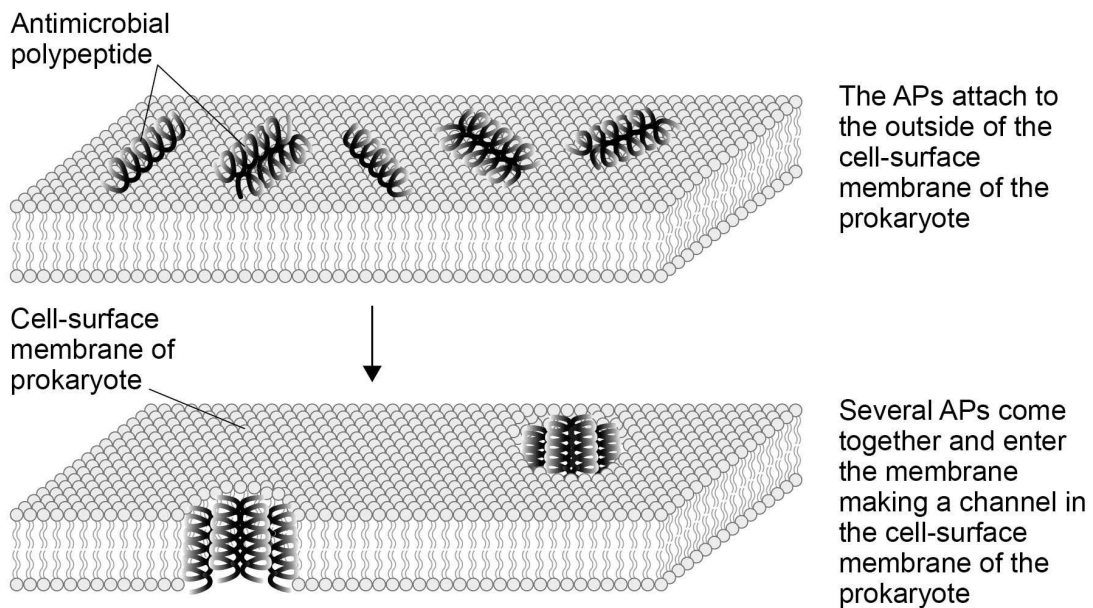 Antimicrobial
polypeptide
The APs attach to
the outside of the
cell-surface
membrane of the
prokaryote
Cell-surface
membrane of
prokaryote
Several APs come
together and enter
the membrane
making a channel in
the cell-surface
membrane of the
prokaryote